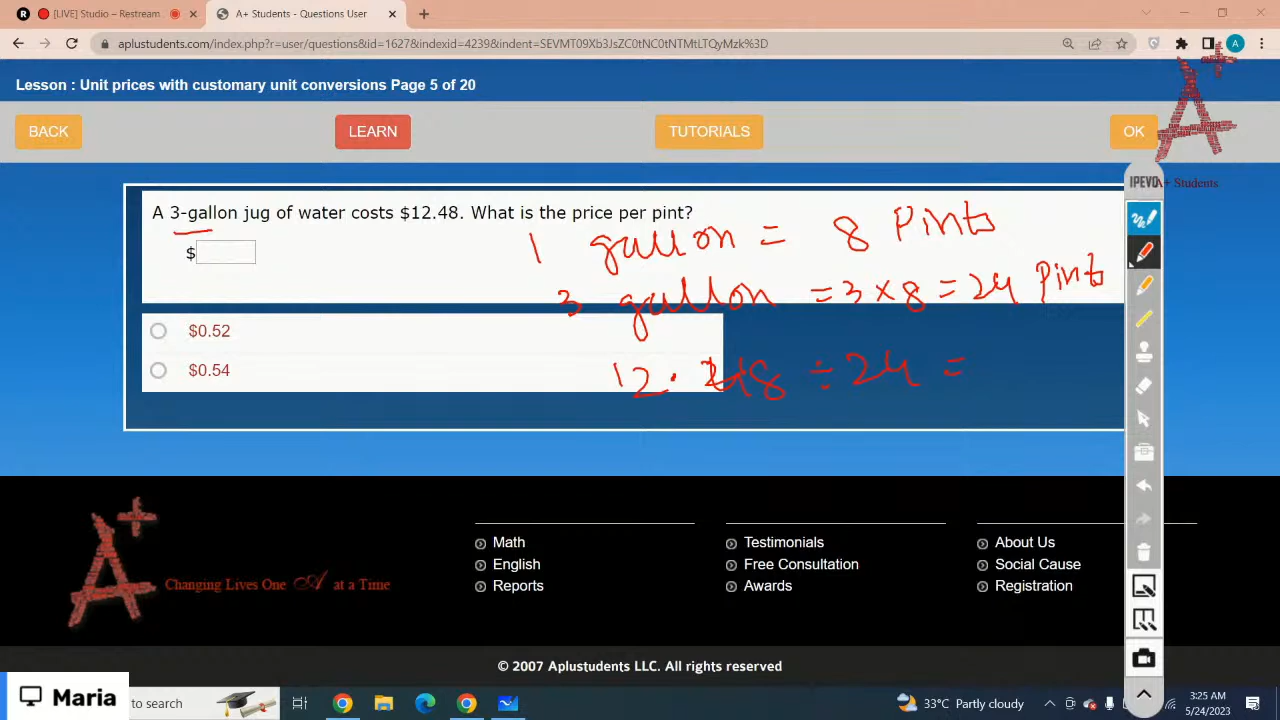 [LIVE] Studio – Restream
A+ Students - Questions User
aplustudents.com/index.php?r=user/questions&id=1627&indexid=4239&indent=SEVMT09Xb3JsZC0tNC0tNTMtLTQyMzk%3D
Lesson : Unit prices with customary unit conversions Page 5 of 20
BACK
LEARN
TUTORIALS
OK
IPEVO
A+ Students
A 3-gallon jug of water costs $12.48. What is the price per pint?
$
1 gallon = 8 Pints
3 gallon = 3 x 8 = 24 Pints
$0.52
$0.54
12.48 ÷ 24 =
Changing Lives One A at a Time
Math
English
Reports
Testimonials
Free Consultation
Awards
About Us
Social Cause
Registration
© 2007 Aplustudents LLC. All rights reserved
Maria
to search
33°C Partly cloudy
3:25 AM
5/24/2023